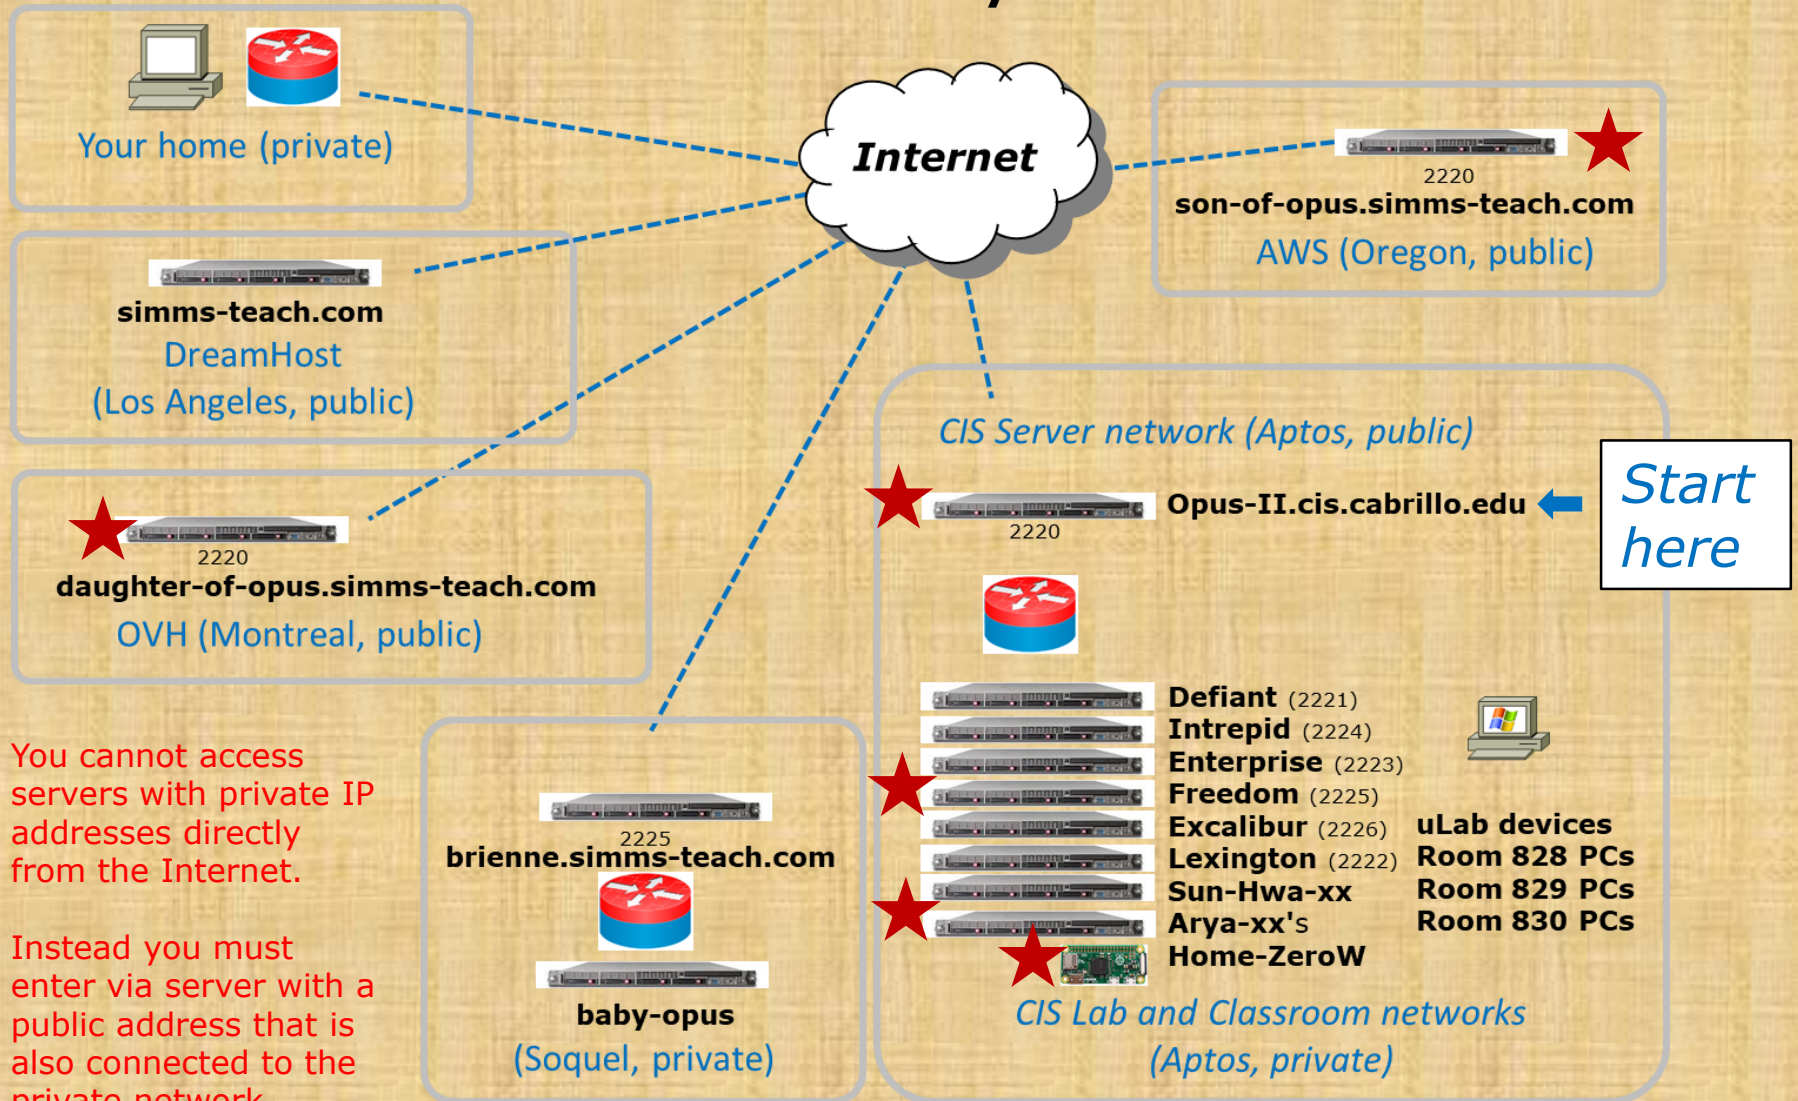 Your home (private)
Internet
2220
son-of-opus.simms-teach.com
AWS (Oregon, public)
simms-teach.com
DreamHost
(Los Angeles, public)
2220
daughter-of-opus.simms-teach.com
OVH (Montreal, public)
CIS Server network (Aptos, public)
Opus-II.cis.cabrillo.edu
2220
Start
here
Defiant (2221)
Intrepid (2224)
Enterprise (2223)
Freedom (2225)
Excalibur (2226)
Lexington (2222)
Sun-Hwa-xx
Arya-xx's
Home-ZeroW
uLab devices
Room 828 PCs
Room 829 PCs
Room 830 PCs
CIS Lab and Classroom networks
(Aptos, private)
2225
brienne.simms-teach.com
baby-opus
(Soquel, private)
You cannot access
servers with private IP
addresses directly
from the Internet.
Instead you must
enter via server with a
public address that is
also connected to the
private network